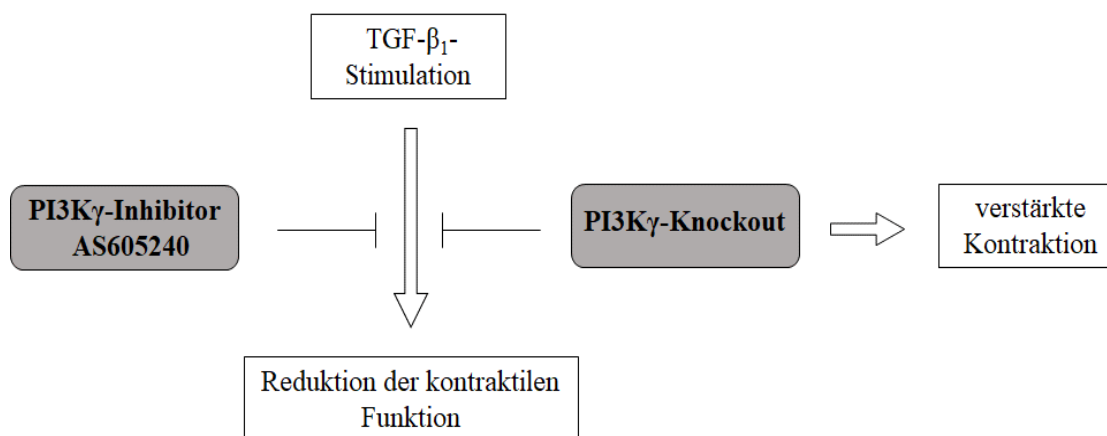 TGF-β₁-
Stimulation
PI3Kγ-Inhibitor
AS605240
PI3Kγ-Knockout
verstärkte
Kontraktion
Reduktion der kontraktilen
Funktion